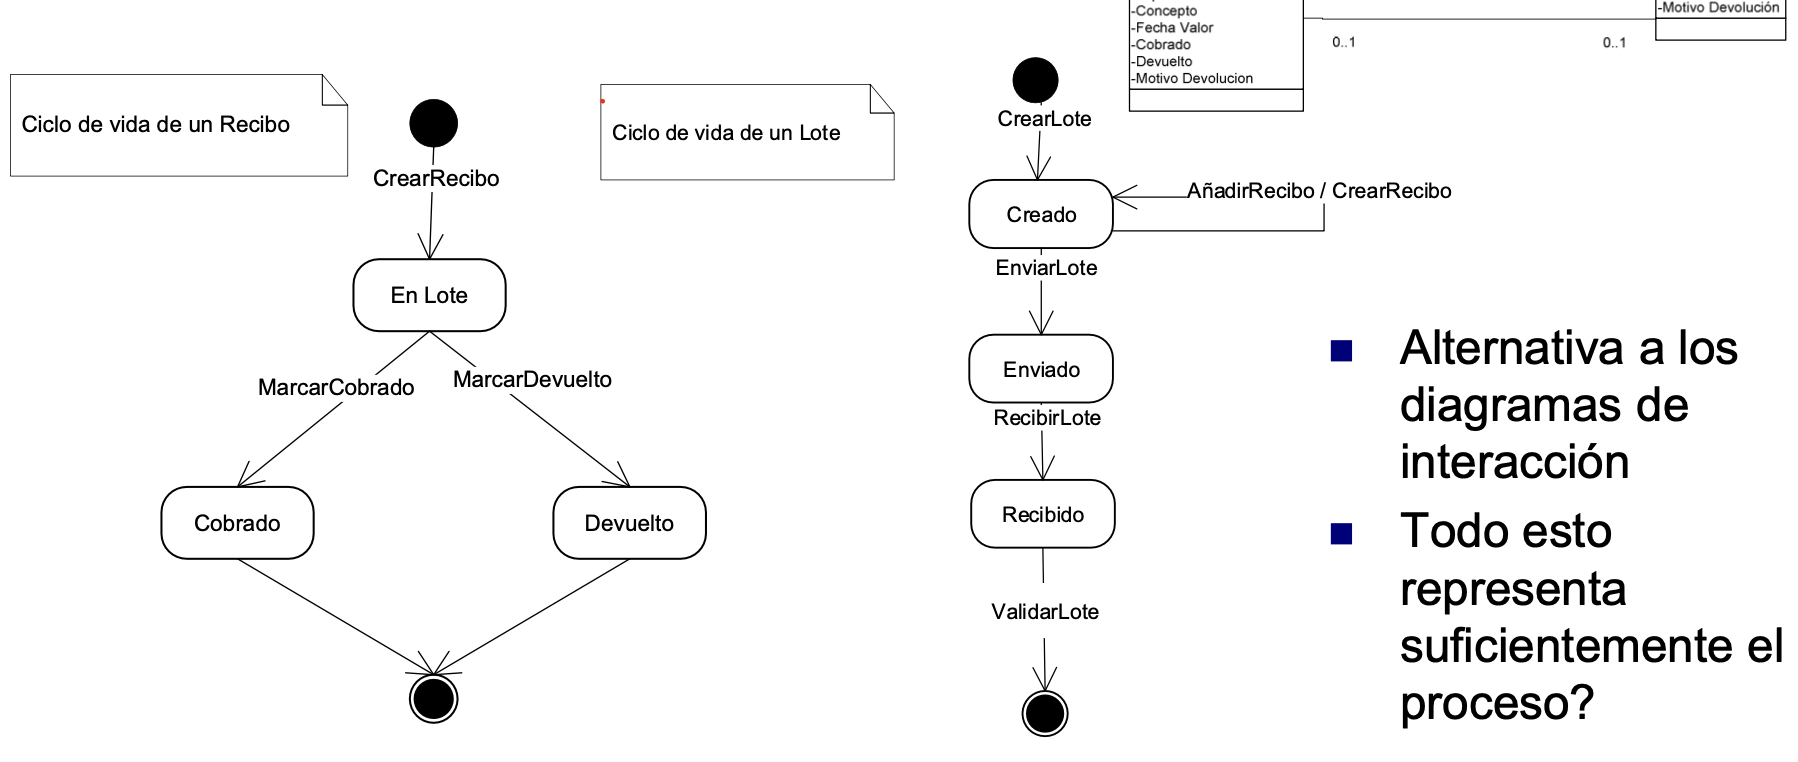 -Concepto
-Fecha Valor
-Cobrado
-Devuelto
-Motivo Devolucion
-Motivo Devolución
0..1
0..1
Ciclo de vida de un Recibo
CrearRecibo
En Lote
MarcarCobrado
MarcarDevuelto
Cobrado
Devuelto
Ciclo de vida de un Lote
CrearLote
Creado
AñadirRecibo / CrearRecibo
EnviarLote
Enviado
RecibirLote
Recibido
ValidarLote
Alternativa a los
diagramas de
interacción
Todo esto
representa
suficientemente el
proceso?